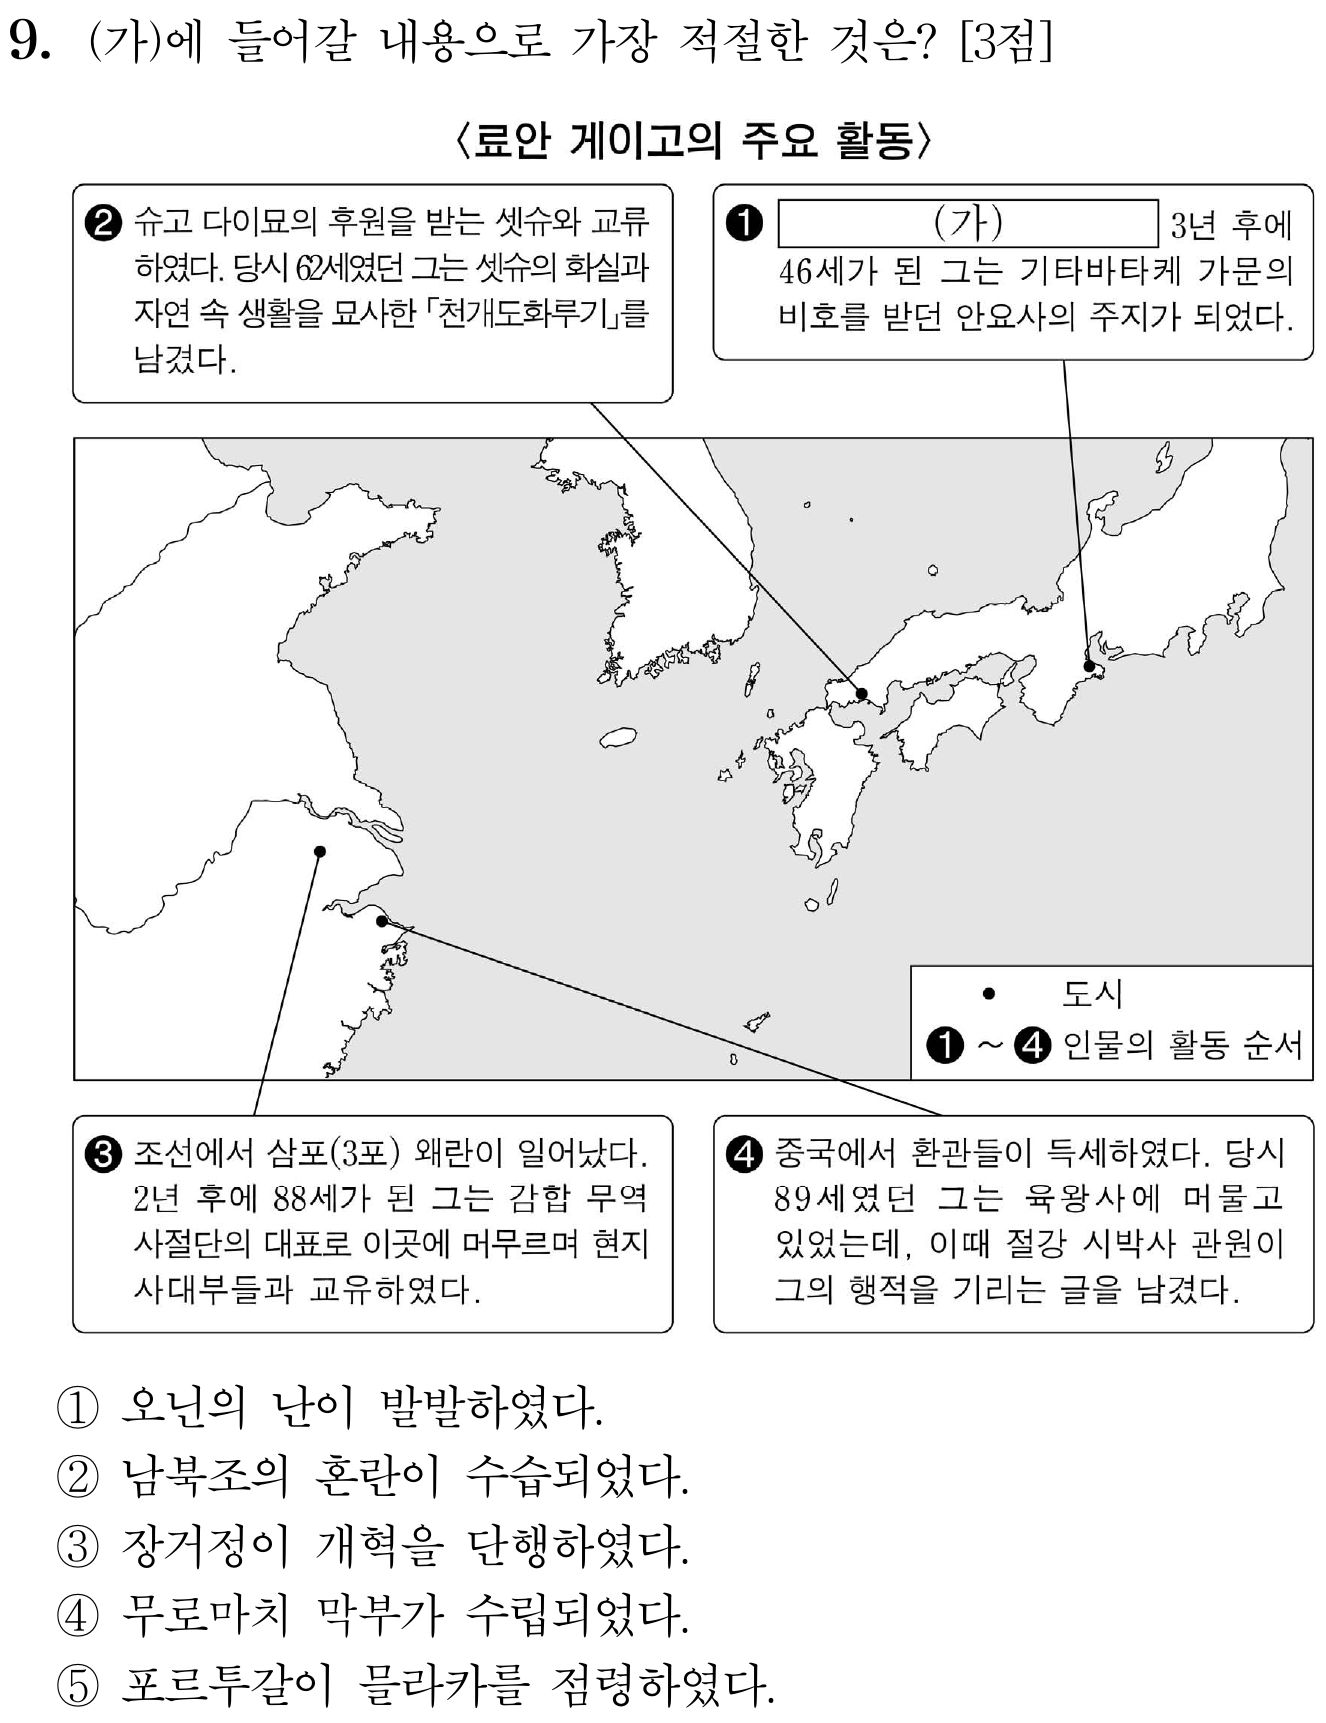 9. (가)에 들어갈 내용으로 가장 적절한 것은? [3점]
〈료안 게이고의 주요 활동〉
❶ (가) 3년 후에
46세가 된 그는 기타바타케 가문의
비호를 받던 안요사의 주지가 되었다.
❷ 슈고 다이묘의 후원을 받는 셋슈와 교류
하였다. 당시 62세였던 그는 셋슈의 화실과
자연 속 생활을 묘사한 「천개도화루기」를
남겼다.
● 도시
❶ ~ ❹ 인물의 활동 순서
❸ 조선에서 삼포(3포) 왜란이 일어났다.
2년 후에 88세가 된 그는 감합 무역
사절단의 대표로 이곳에 머무르며 현지
사대부들과 교유하였다.
❹ 중국에서 환관들이 득세하였다. 당시
89세였던 그는 육왕사에 머물고
있었는데, 이때 절강 시박사 관원이
그의 행적을 기리는 글을 남겼다.
① 오닌의 난이 발발하였다.
② 남북조의 혼란이 수습되었다.
③ 장거정이 개혁을 단행하였다.
④ 무로마치 막부가 수립되었다.
⑤ 포르투갈이 믈라카를 점령하였다.